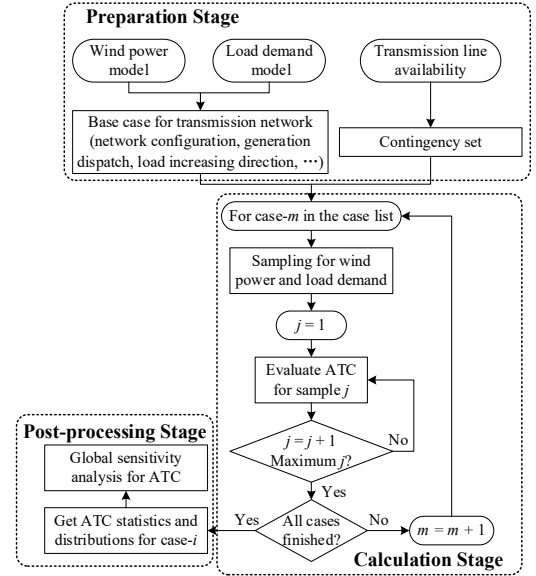 Preparation Stage
Wind power
model
Load demand
model
Transmission line
availability
Base case for transmission network
(network configuration, generation
dispatch, load increasing direction, ⋯)
Contingency set
For case-m in the case list
Sampling for wind
power and load demand
j = 1
Evaluate ATC
for sample j
j = j + 1
Maximum j?
No
Yes
All cases
finished?
No
m = m + 1
Yes
Calculation Stage
Post-processing Stage
Global sensitivity
analysis for ATC
Get ATC statistics and
distributions for case-i